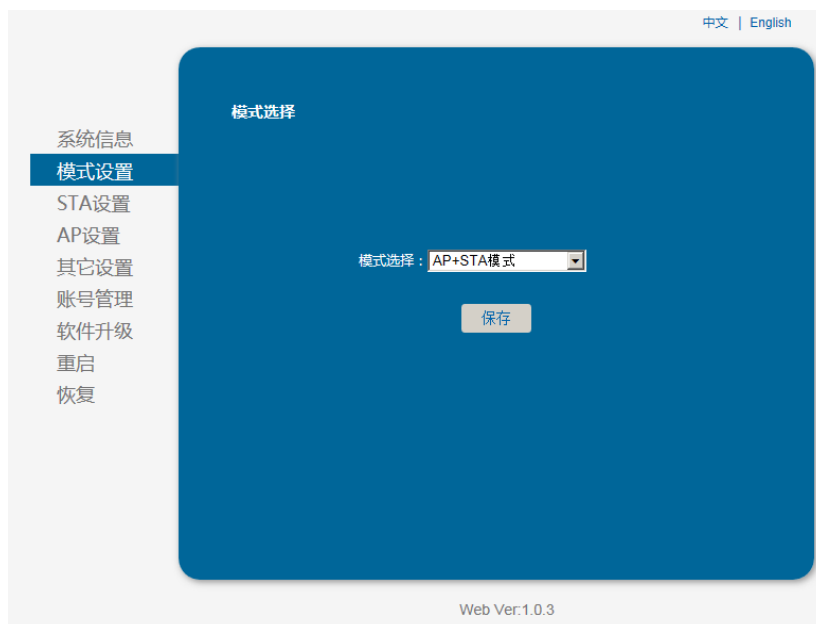 中文 | English
模式选择
系统信息
模式设置
STA设置
AP设置
其它设置
账号管理
软件升级
重启
恢复
模式选择：AP+STA模式
保存
Web Ver:1.0.3